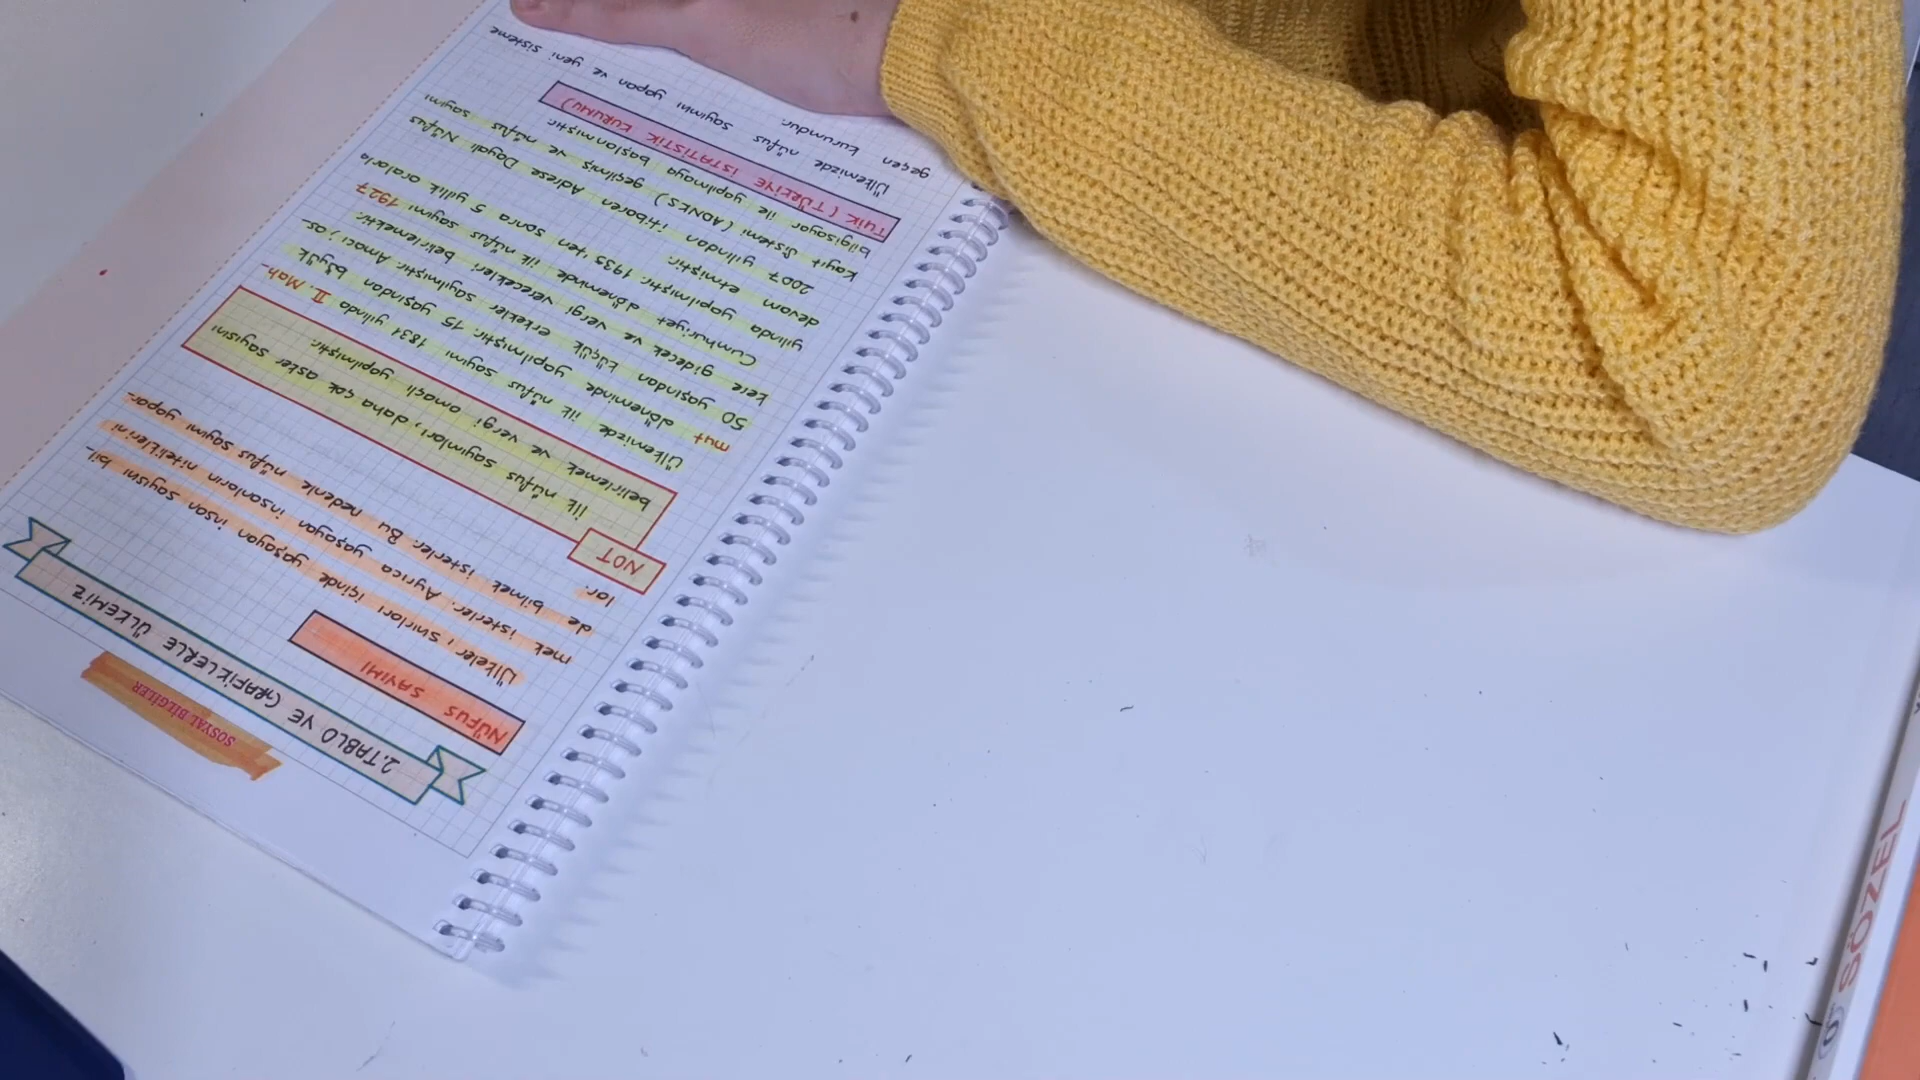 SOSYAL BİLGİLER
2.TABLO VE GRAFİKLERLE ÜLKEMİZ
NÜFUS SAYIMI
Ülkeler, sınırları içinde yaşayan insan sayısını bil-
mek isterler. Ayrıca yaşayan insanların niteliklerini
de bilmek isterler. Bu nedenle nüfus sayımı yapar-
lar.
NOT
İlk nüfus sayımları, daha çok asker sayısını
belirlemek ve vergi amaçlı yapılmıştır.
Ülkemizde ilk nüfus sayımı 1831 yılında II. Mah-
mut döneminde yapılmıştır. 15 yaşından büyük
50 yaşından küçük erkekler sayılmıştır. Amacı; as-
kere gidecek ve vergi verecekleri belirlemektir.
Cumhuriyet döneminde ilk nüfus sayımı 1927
yılında yapılmıştır. 1935'ten sonra 5 yıllık aralarla
devam etmiştir.
2007 yılından itibaren Adrese Dayalı Nüfus
Kayıt Sistemi (ADNKS) geçilmiş ve nüfus sayımı
bilgisayar ile yapılmaya başlanmıştır.
TUİK (TÜRKİYE İSTATİSTİK KURUMU)
Ülkemizde nüfus sayımını yapan ve yeni sisteme
geçen kurumdur.
SÖZEL